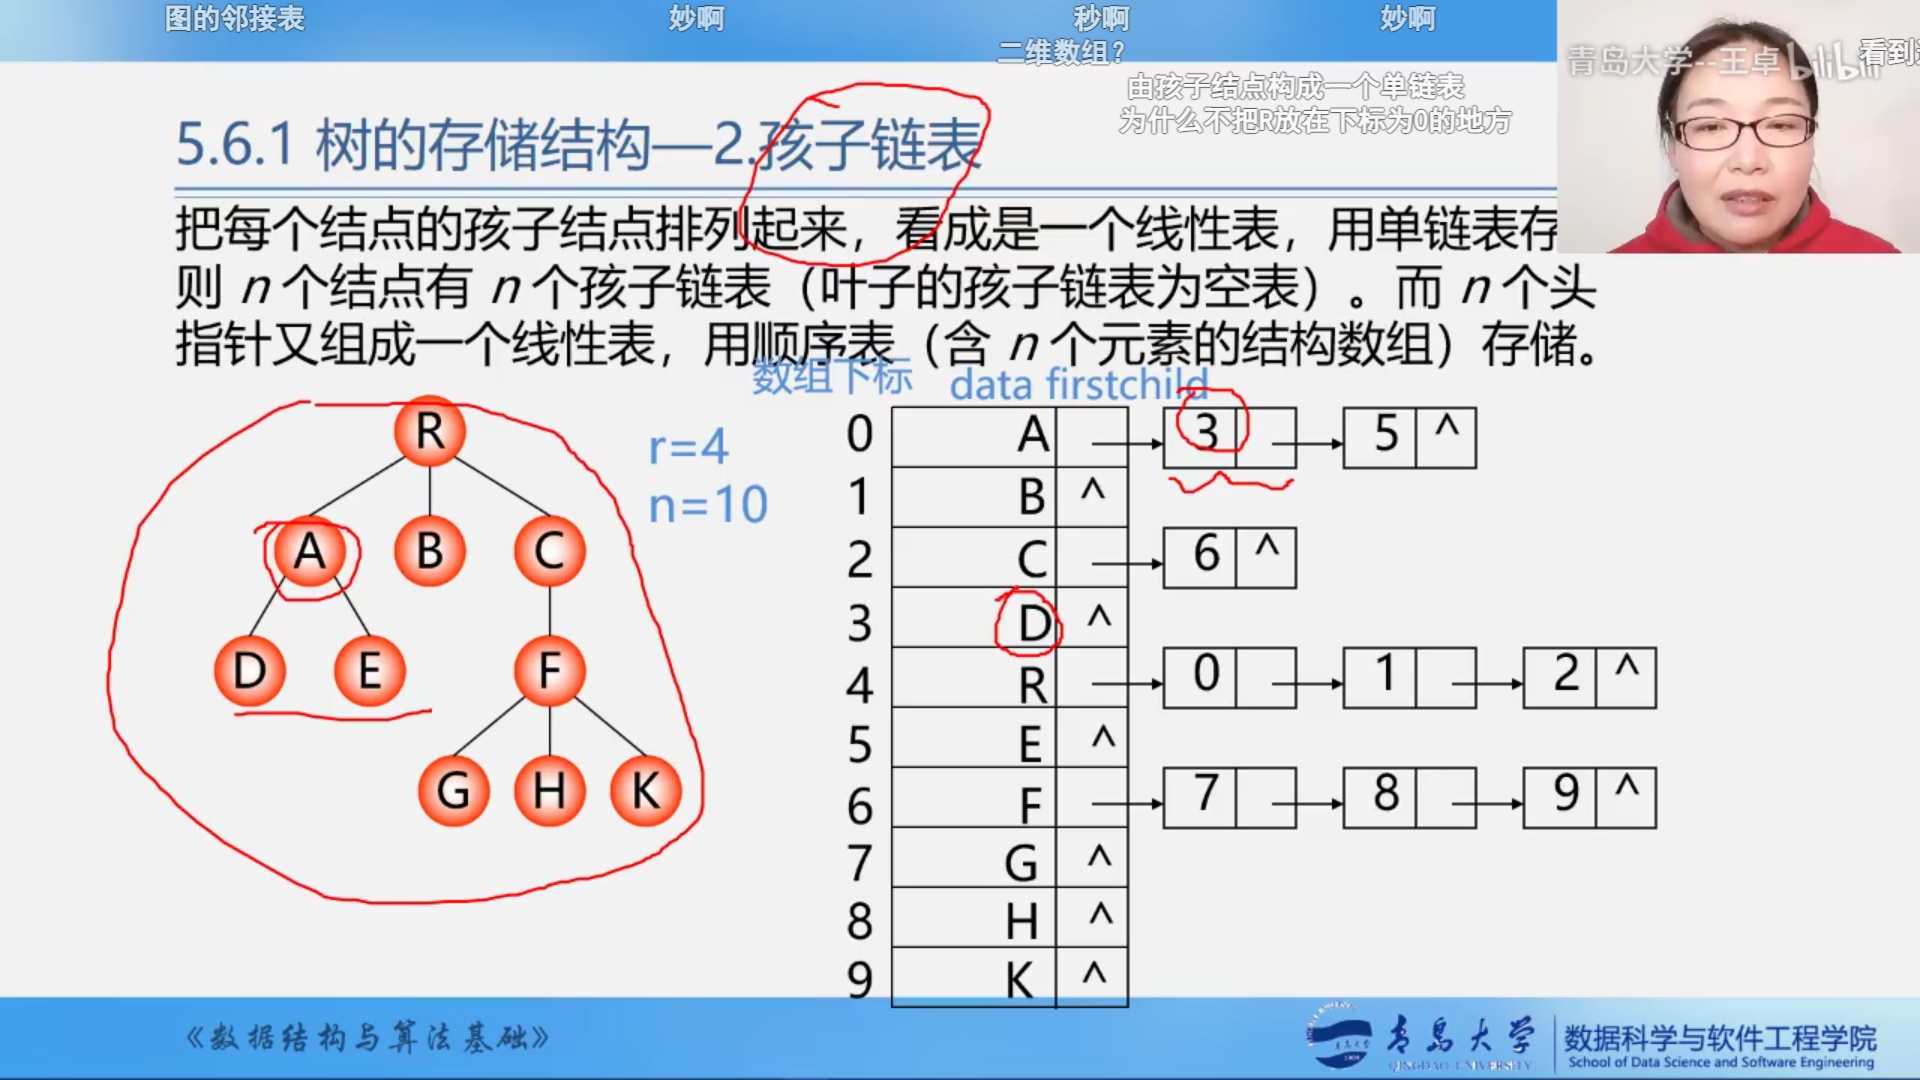 图的邻接表 妙啊 秒啊 妙啊
二维数组？ 看到
青岛大学--王卓 bilibili
由孩子结点构成一个单链表
为什么不把R放在下标为0的地方
5.6.1 树的存储结构—2.孩子链表
把每个结点的孩子结点排列起来，看成是一个线性表，用单链表存
则 n 个结点有 n 个孩子链表（叶子的孩子链表为空表）。而 n 个头
指针又组成一个线性表，用顺序表（含 n 个元素的结构数组）存储。
数组下标 data firstchild
R
A B C
D E F
G H K
r=4
n=10
0 A 3 5 ^
1 B ^
2 C 6 ^
3 D ^
4 R 0 1 2 ^
5 E ^
6 F 7 8 9 ^
7 G ^
8 H ^
9 K ^
《数据结构与算法基础》
青岛大学
QINGDAO UNIVERSITY
数据科学与软件工程学院
School of Data Science and Software Engineering